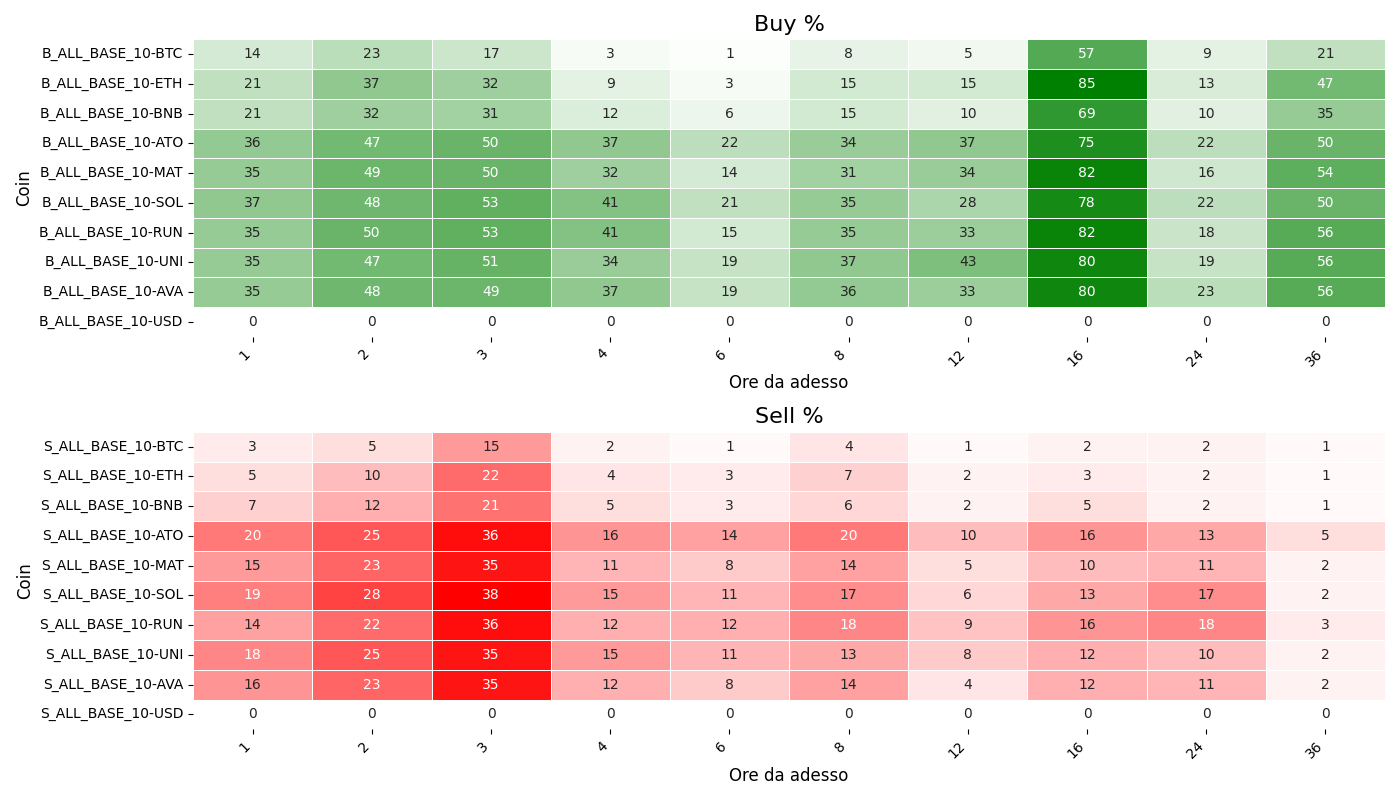 Buy %
Coin
B_ALL_BASE_10-BTC 14 23 17 3 1 8 5 57 9 21
B_ALL_BASE_10-ETH 21 37 32 9 3 15 15 85 13 47
B_ALL_BASE_10-BNB 21 32 31 12 6 15 10 69 10 35
B_ALL_BASE_10-ATO 36 47 50 37 22 34 37 75 22 50
B_ALL_BASE_10-MAT 35 49 50 32 14 31 34 82 16 54
B_ALL_BASE_10-SOL 37 48 53 41 21 35 28 78 22 50
B_ALL_BASE_10-RUN 35 50 53 41 15 35 33 82 18 56
B_ALL_BASE_10-UNI 35 47 51 34 19 37 43 80 19 56
B_ALL_BASE_10-AVA 35 48 49 37 19 36 33 80 23 56
B_ALL_BASE_10-USD 0 0 0 0 0 0 0 0 0 0
1 2 3 4 6 8 12 16 24 36
Ore da adesso
Sell %
Coin
S_ALL_BASE_10-BTC 3 5 15 2 1 4 1 2 2 1
S_ALL_BASE_10-ETH 5 10 22 4 3 7 2 3 2 1
S_ALL_BASE_10-BNB 7 12 21 5 3 6 2 5 2 1
S_ALL_BASE_10-ATO 20 25 36 16 14 20 10 16 13 5
S_ALL_BASE_10-MAT 15 23 35 11 8 14 5 10 11 2
S_ALL_BASE_10-SOL 19 28 38 15 11 17 6 13 17 2
S_ALL_BASE_10-RUN 14 22 36 12 12 18 9 16 18 3
S_ALL_BASE_10-UNI 18 25 35 15 11 13 8 12 10 2
S_ALL_BASE_10-AVA 16 23 35 12 8 14 4 12 11 2
S_ALL_BASE_10-USD 0 0 0 0 0 0 0 0 0 0
1 2 3 4 6 8 12 16 24 36
Ore da adesso